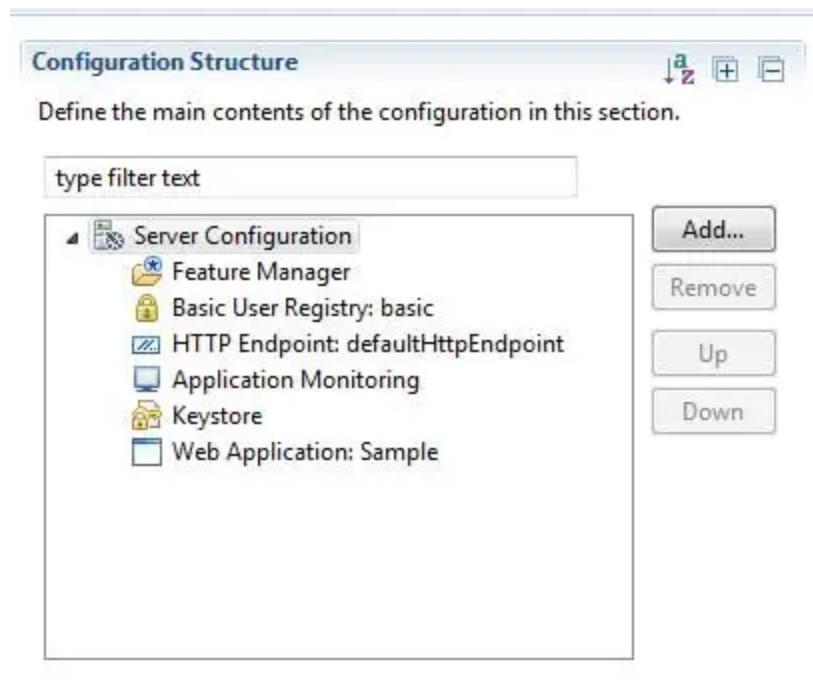 Configuration Structure
Define the main contents of the configuration in this section.
type filter text
Server Configuration
Feature Manager
Basic User Registry: basic
HTTP Endpoint: defaultHttpEndpoint
Application Monitoring
Keystore
Web Application: Sample
Add...
Remove
Up
Down